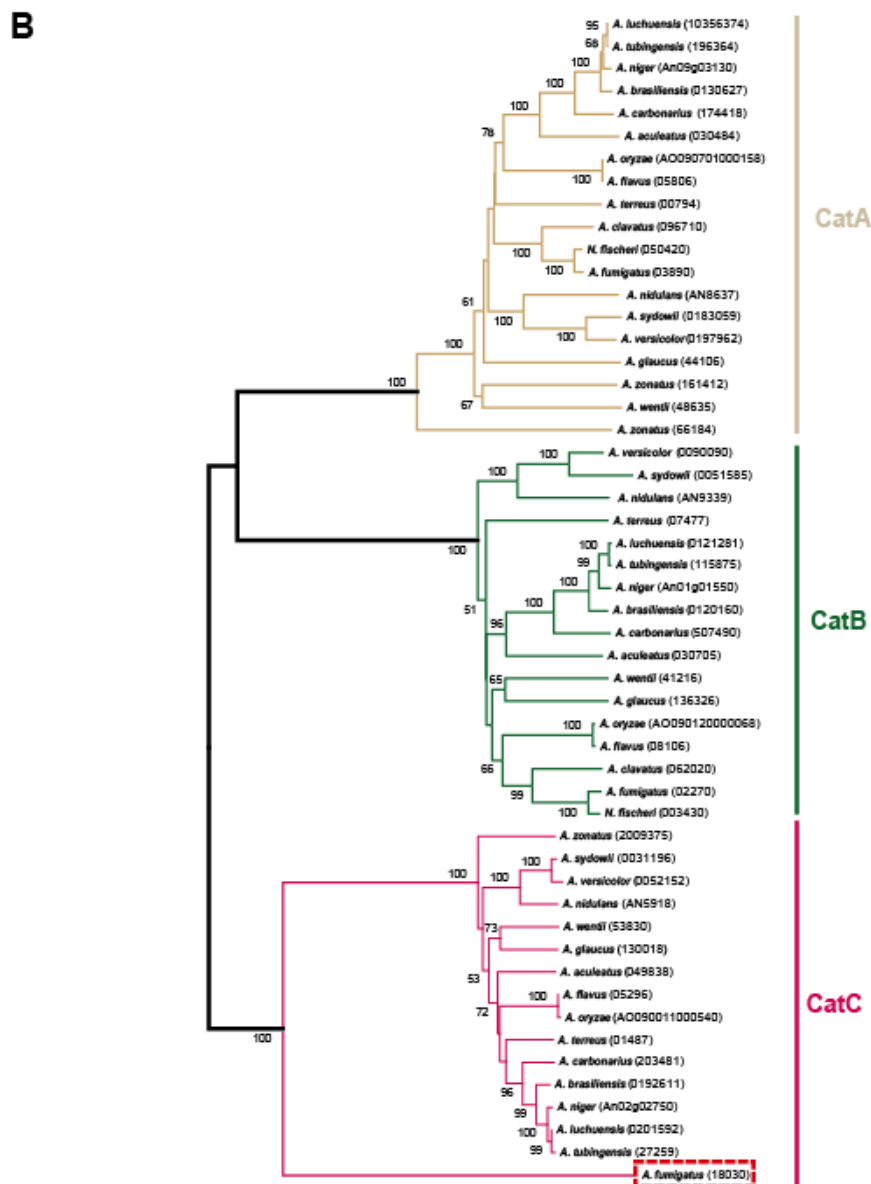 B
95
A. luchuensis (10356374)
68
A. tubingensis (196364)
100
A. niger (An09g03130)
100
A. brasiliensis (0130627)
100
A. carbonarius (174418)
78
A. aculeatus (030484)
A. oryzae (AO090701000158)
100
A. flavus (05806)
A. terreus (00794)
CatA
A. clavatus (096710)
100
N. fischeri (050420)
100
A. fumigatus (03890)
61
A. nidulans (AN8637)
100
A. sydowii (0183059)
100
A. versicolor (0197962)
100
A. glaucus (44106)
100
A. zonatus (161412)
67
A. wentii (48635)
A. zonatus (66184)
100
A. versicolor (0090090)
100
A. sydowii (0051585)
A. nidulans (AN9339)
100
A. terreus (07477)
100
A. luchuensis (0121281)
99
A. tubingensis (115875)
100
A. niger (An01g01550)
51
100
A. brasiliensis (0120160)
96
A. carbonarius (507490)
CatB
A. aculeatus (030705)
65
A. wentii (41216)
A. glaucus (136326)
100
A. oryzae (AO090120000068)
A. flavus (08106)
66
A. clavatus (062020)
99
A. fumigatus (02270)
100
N. fischeri (003430)
A. zonatus (2009375)
100
A. sydowii (0031196)
100
100
A. versicolor (0052152)
A. nidulans (AN5918)
73
A. wentii (53830)
A. glaucus (130018)
53
A. aculeatus (049838)
100
A. flavus (05296)
CatC
72
A. oryzae (AO090011000540)
100
A. terreus (01487)
A. carbonarius (203481)
96
A. brasiliensis (0192611)
99
A. niger (An02g02750)
100
A. luchuensis (0201592)
99
A. tubingensis (27259)
A. fumigatus (18030)